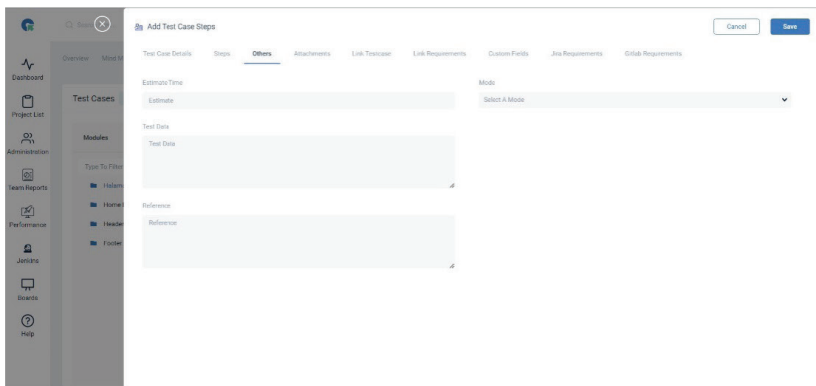 Add Test Case Steps
Cancel
Save
Test Case Details
Steps
Others
Attachments
Link Testcase
Link Requirements
Custom Fields
Jira Requirements
Gitlab Requirements
Overview
Mind M
Dashboard
Project List
Administration
Team Reports
Performance
Jenkins
Boards
Help
Test Cases
Modules
Type To Filter
Home
Header
Footer
Estimate Time
Estimate
Mode
Select A Mode
Test Data
Test Data
Reference
Reference